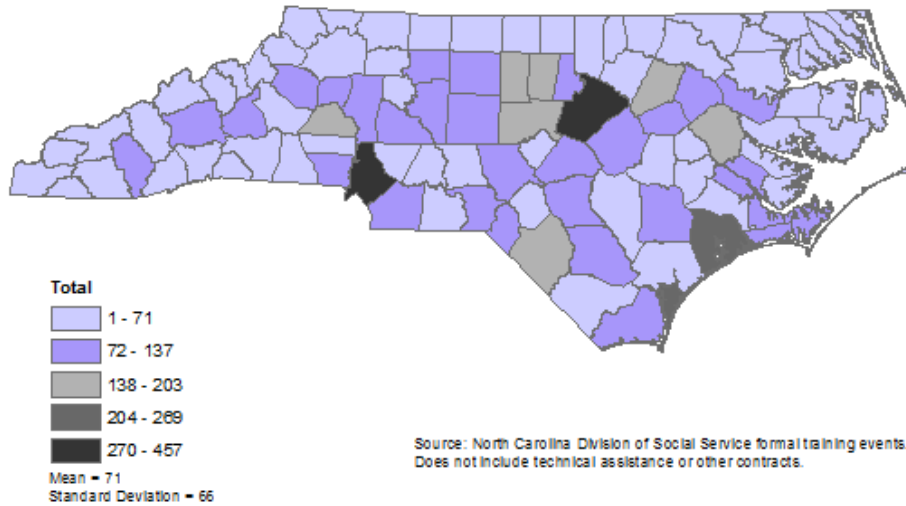 Total
1 - 71
72 - 137
138 - 203
204 - 269
270 - 457
Mean = 71
Standard Deviation = 66
Source: North Carolina Division of Social Service formal training events.
Does not include technical assistance or other contracts.